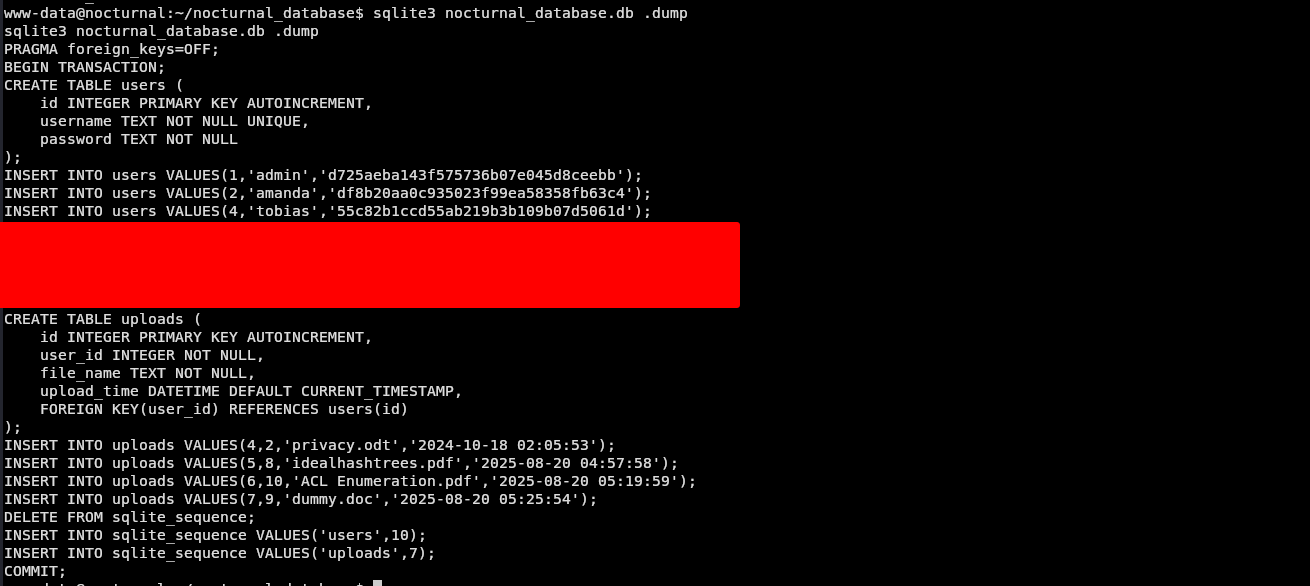 www-data@nocturnal:~/nocturnal_database$ sqlite3 nocturnal_database.db .dump
sqlite3 nocturnal_database.db .dump
PRAGMA foreign_keys=OFF;
BEGIN TRANSACTION;
CREATE TABLE users (
    id INTEGER PRIMARY KEY AUTOINCREMENT,
    username TEXT NOT NULL UNIQUE,
    password TEXT NOT NULL
);
INSERT INTO users VALUES(1,'admin','d725aeba143f575736b07e045d8ceebb');
INSERT INTO users VALUES(2,'amanda','df8b20aa0c935023f99ea58358fb63c4');
INSERT INTO users VALUES(4,'tobias','55c82b1ccd55ab219b3b109b07d5061d');
CREATE TABLE uploads (
    id INTEGER PRIMARY KEY AUTOINCREMENT,
    user_id INTEGER NOT NULL,
    file_name TEXT NOT NULL,
    upload_time DATETIME DEFAULT CURRENT_TIMESTAMP,
    FOREIGN KEY(user_id) REFERENCES users(id)
);
INSERT INTO uploads VALUES(4,2,'privacy.odt','2024-10-18 02:05:53');
INSERT INTO uploads VALUES(5,8,'idealhashtrees.pdf','2025-08-20 04:57:58');
INSERT INTO uploads VALUES(6,10,'ACL Enumeration.pdf','2025-08-20 05:19:59');
INSERT INTO uploads VALUES(7,9,'dummy.doc','2025-08-20 05:25:54');
DELETE FROM sqlite_sequence;
INSERT INTO sqlite_sequence VALUES('users',10);
INSERT INTO sqlite_sequence VALUES('uploads',7);
COMMIT;